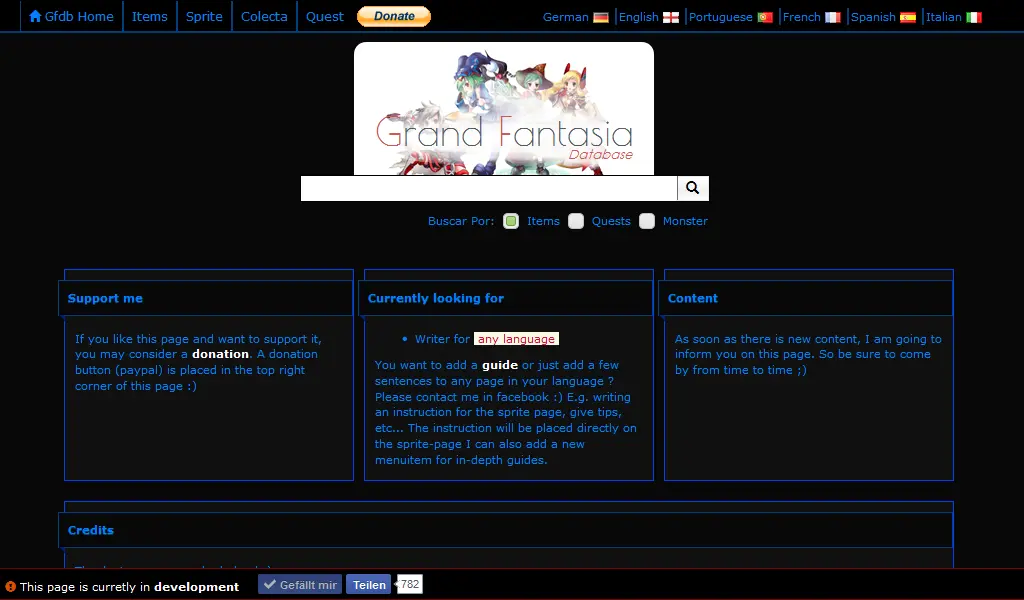 Gfdb Home Items Sprite Colecta Quest Donate German English Portuguese French Spanish Italian
Grand Fantasia
Database
Buscar Por: Items Quests Monster
Support me
If you like this page and want to support it,
you may consider a donation. A donation
button (paypal) is placed in the top right
corner of this page :)
Currently looking for
• Writer for any language
You want to add a guide or just add a few
sentences to any page in your language ?
Please contact me in facebook :) E.g. writing
an instruction for the sprite page, give tips,
etc... The instruction will be placed directly on
the sprite-page I can also add a new
menuitem for in-depth guides.
Content
As soon as there is new content, I am going to
inform you on this page. So be sure to come
by from time to time ;)
Credits
This page is curretly in development Gefällt mir Teilen 782